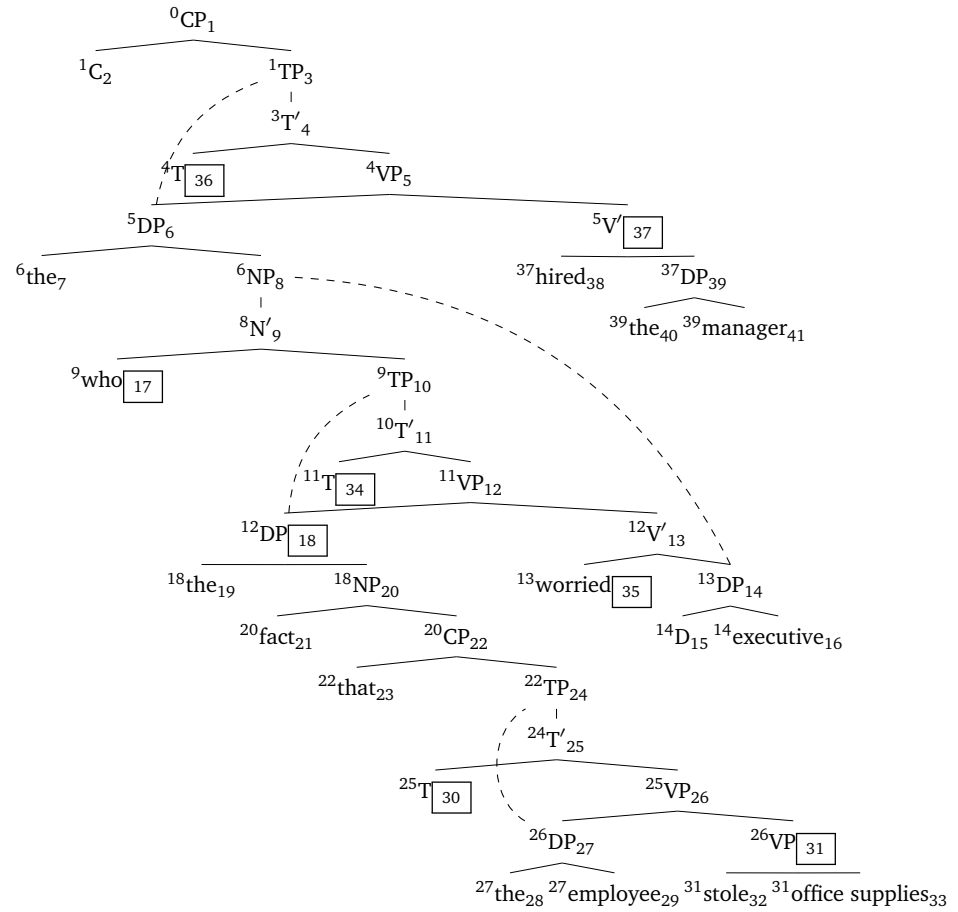 ⁰CP₁
¹C₂ ¹TP₃
³T′₄
⁴T 36 ⁴VP₅
⁵DP₆ ⁵V′ 37
⁶the₇ ⁶NP₈ ³⁷hired₃₈ ³⁷DP₃₉
⁸N′₉ ³⁹the₄₀ ³⁹manager₄₁
⁹who 17 ⁹TP₁₀
¹⁰T′₁₁
¹¹T 34 ¹¹VP₁₂
¹²DP 18 ¹²V′₁₃
¹⁸the₁₉ ¹⁸NP₂₀ ¹³worried 35 ¹³DP₁₄
²⁰fact₂₁ ²⁰CP₂₂ ¹⁴D₁₅ ¹⁴executive₁₆
²²that₂₃ ²²TP₂₄
²⁴T′₂₅
²⁵T 30 ²⁵VP₂₆
²⁶DP₂₇ ²⁶VP 31
²⁷the₂₈ ²⁷employee₂₉ ³¹stole₃₂ ³¹office supplies₃₃